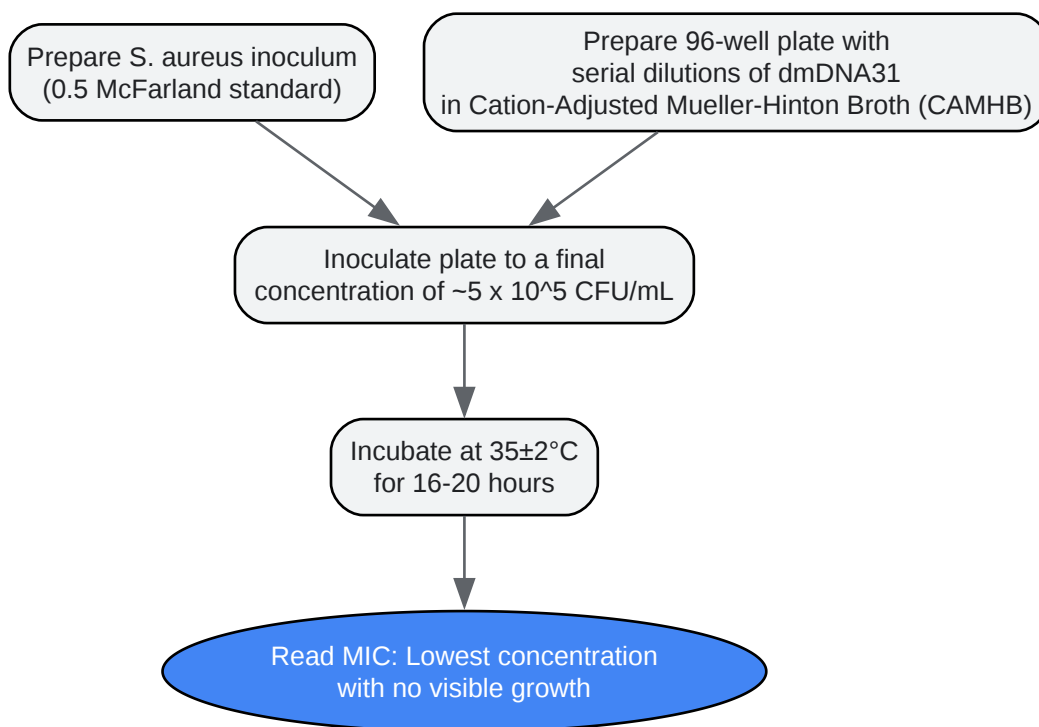 Prepare S. aureus inoculum
(0.5 McFarland standard)
Prepare 96-well plate with
serial dilutions of dmDNA31
in Cation-Adjusted Mueller-Hinton Broth (CAMHB)
Inoculate plate to a final
concentration of ~5 x 10^5 CFU/mL
Incubate at 35±2°C
for 16-20 hours
Read MIC: Lowest concentration
with no visible growth